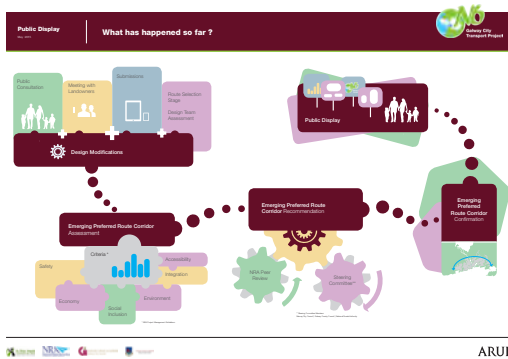 Public Display
What has happened so far ?
Galway City
Transport Project
Public
Consultation
Meeting with
Landowners
Submissions
Route Selection
Stage
Design Team
Assessment
Design Modifications
Public Display
Emerging Preferred Route Corridor
Assessment
Emerging Preferred Route
Corridor Recommendation
Emerging
Preferred
Route Corridor
Confirmation
Criteria *
Safety
Accessibility
Integration
Economy
Environment
Social
Inclusion
NRA Peer
Review
Steering
Committee**
NRA
ARUP